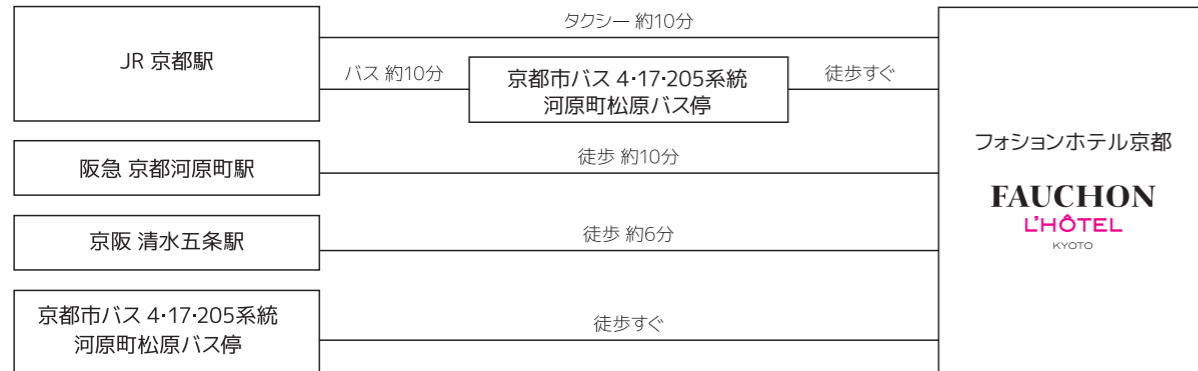 タクシー 約10分
JR 京都駅
バス 約10分
京都市バス 4・17・205系統
河原町松原バス停
徒歩すぐ
阪急 京都河原町駅
徒歩 約10分
京阪 清水五条駅
徒歩 約6分
京都市バス 4・17・205系統
河原町松原バス停
徒歩すぐ
フォションホテル京都
FAUCHON
L'HÔTEL
KYOTO